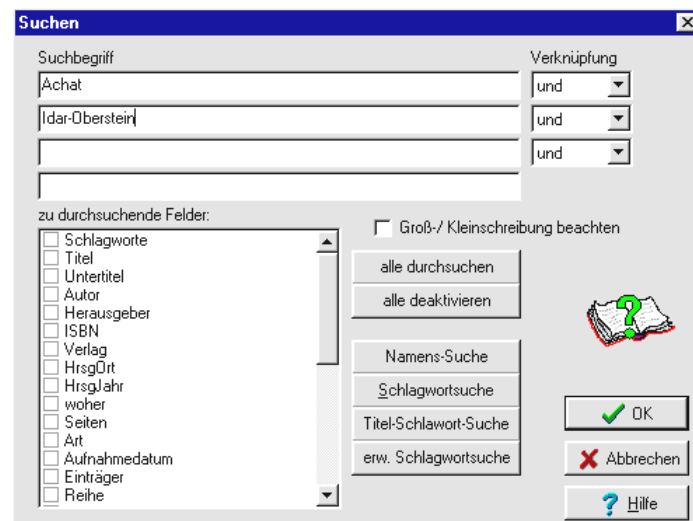 Suchen
Suchbegriff Verknüpfung
Achat und
Idar-Oberstein und
und
zu durchsuchende Felder:
Groß-/ Kleinschreibung beachten
Schlagworte
Titel
Untertitel
Autor
Herausgeber
ISBN
Verlag
HrsgOrt
HrsgJahr
woher
Seiten
Art
Aufnahmedatum
Einträger
Reihe
alle durchsuchen
alle deaktivieren
Namens-Suche
Schlagwortsuche
Titel-Schlawort-Suche
erw. Schlagwortsuche
OK
Abbrechen
Hilfe